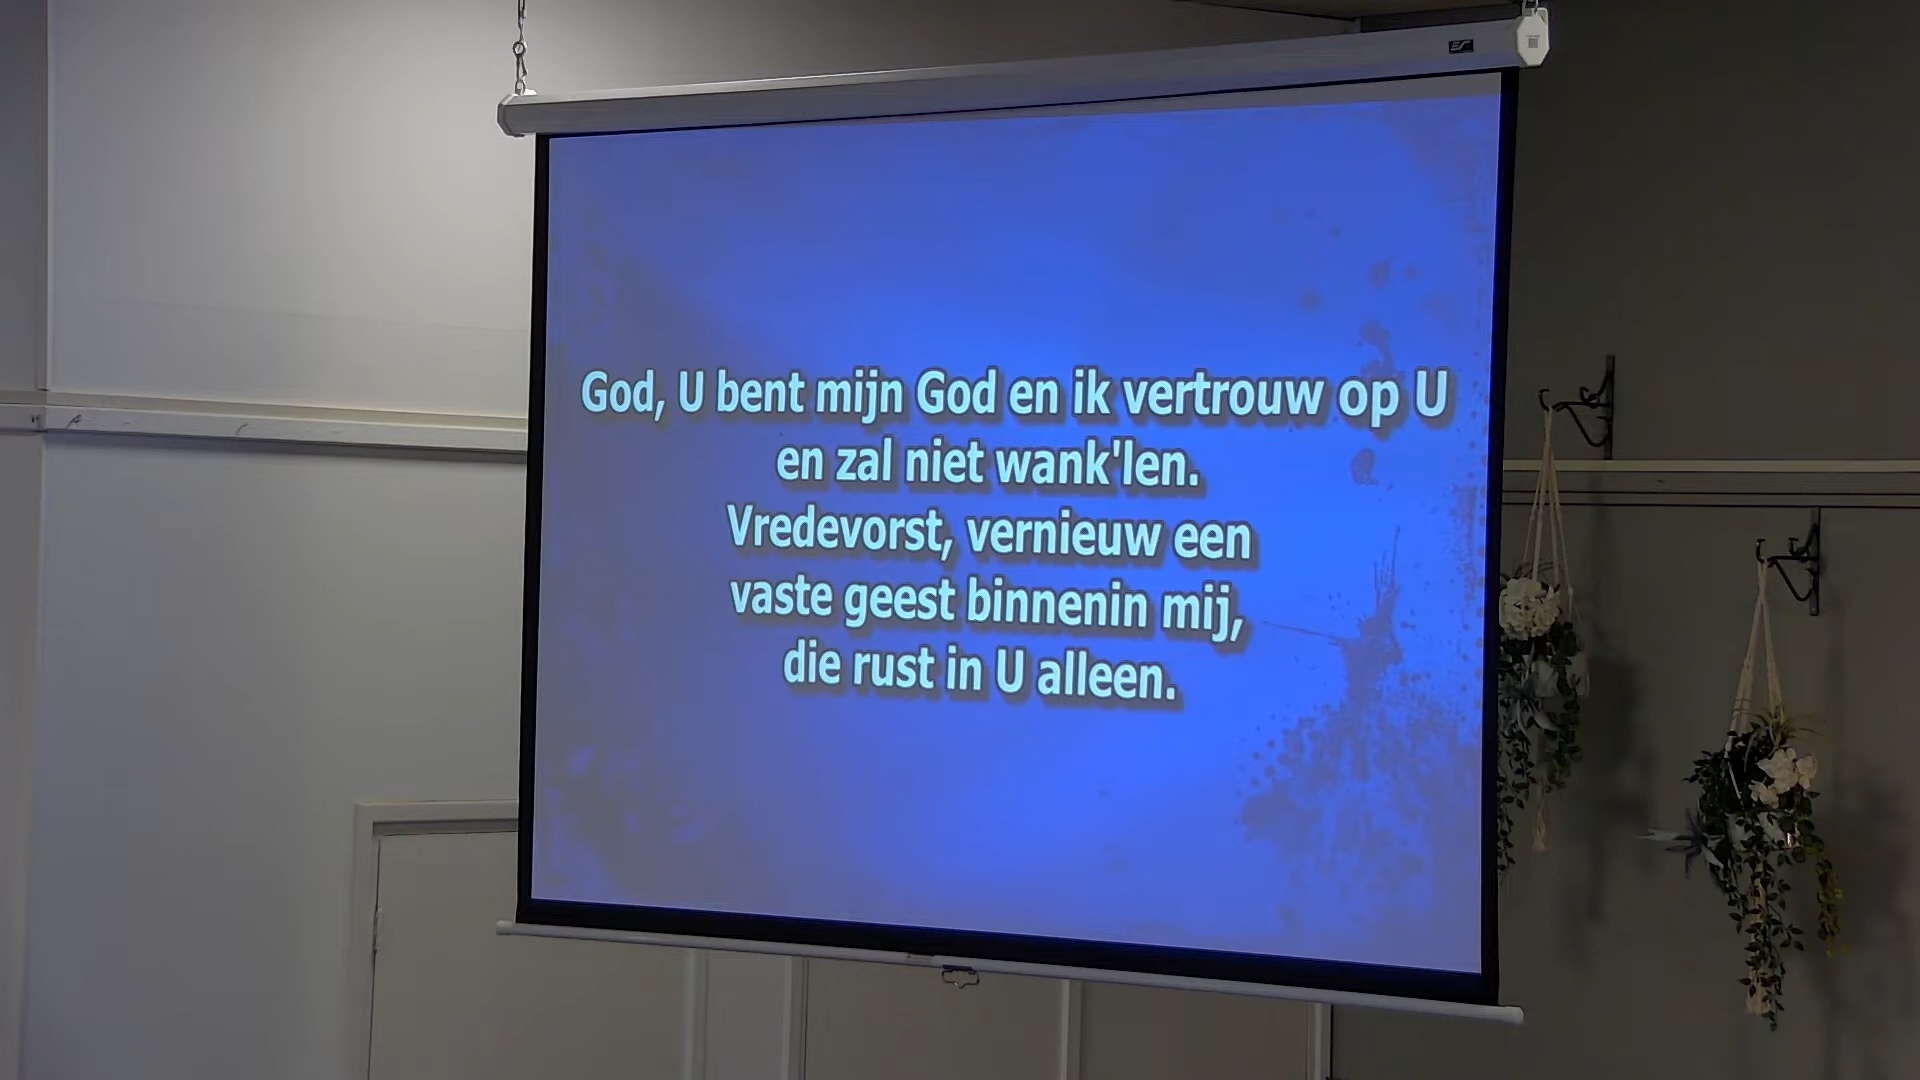 God, U bent mijn God en ik vertrouw op U
en zal niet wank'len.
Vredevorst, vernieuw een
vaste geest binnenin mij,
die rust in U alleen.